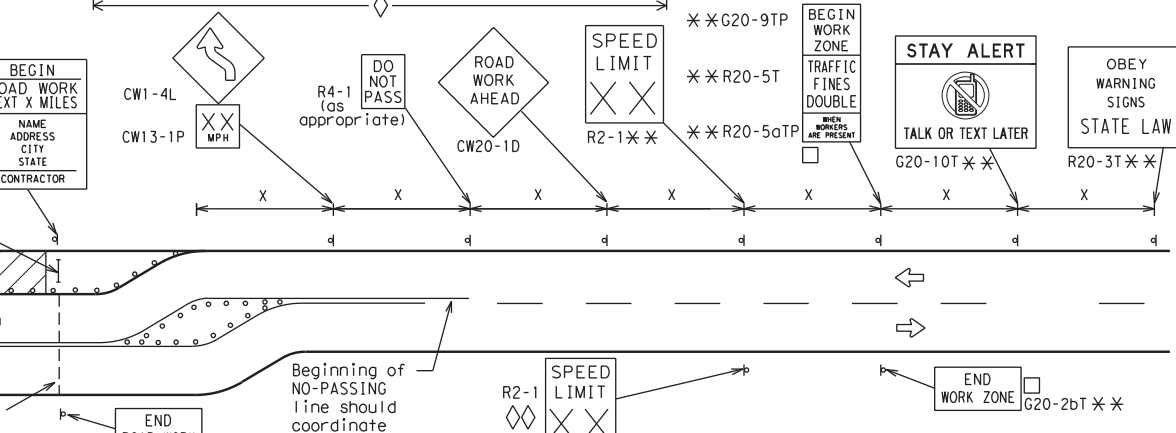 BEGIN
ROAD WORK
NEXT X MILES
NAME
ADDRESS
CITY
STATE
CONTRACTOR
CW1-4L
CW13-1P
X X
MPH
R4-1
(as
appropriate)
DO
NOT
PASS
ROAD
WORK
AHEAD
CW20-1D
SPEED
LIMIT
X X
R2-1**
**G20-9TP
**R20-5T
**R20-5aTP
BEGIN
WORK
ZONE
TRAFFIC
FINES
DOUBLE
WHEN
WORKERS
ARE PRESENT
STAY ALERT
TALK OR TEXT LATER
G20-10T**
OBEY
WARNING
SIGNS
STATE LAW
R20-3T**
X X X X X X X
Beginning of
NO-PASSING
line should
coordinate
R2-1
SPEED
LIMIT
X X
END
WORK ZONE
G20-2bT**
END
ROAD WORK